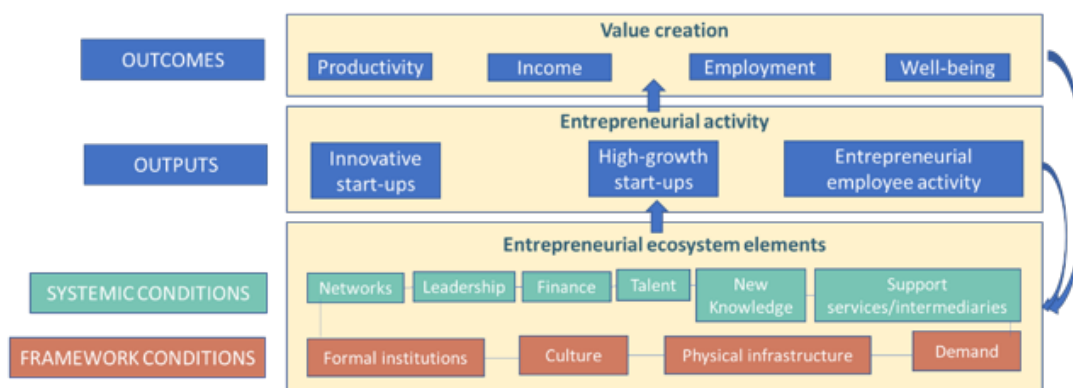 Value creation
OUTCOMES
Productivity
Income
Employment
Well-being
Entrepreneurial activity
OUTPUTS
Innovative
start-ups
High-growth
start-ups
Entrepreneurial
employee activity
Entrepreneurial ecosystem elements
SYSTEMIC CONDITIONS
Networks
Leadership
Finance
Talent
New
Knowledge
Support
services/intermediaries
FRAMEWORK CONDITIONS
Formal institutions
Culture
Physical infrastructure
Demand